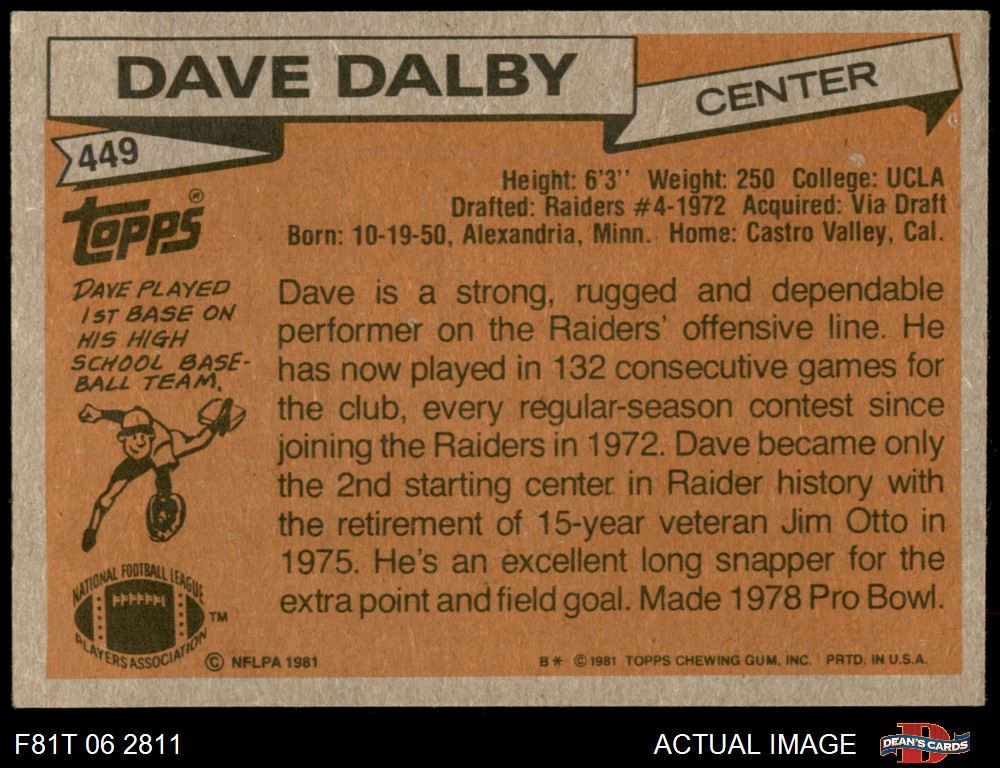 DAVE DALBY
CENTER
449
TOPPS®
Height: 6'3'' Weight: 250 College: UCLA
Drafted: Raiders #4-1972 Acquired: Via Draft
Born: 10-19-50, Alexandria, Minn. Home: Castro Valley, Cal.
DAVE PLAYED
1ST BASE ON
HIS HIGH
SCHOOL BASE-
BALL TEAM.
Dave is a strong, rugged and dependable
performer on the Raiders' offensive line. He
has now played in 132 consecutive games for
the club, every regular-season contest since
joining the Raiders in 1972. Dave became only
the 2nd starting center in Raider history with
the retirement of 15-year veteran Jim Otto in
1975. He's an excellent long snapper for the
extra point and field goal. Made 1978 Pro Bowl.
NATIONAL FOOTBALL LEAGUE
PLAYERS ASSOCIATION
TM
© NFLPA 1981
B* © 1981 TOPPS CHEWING GUM, INC. PRTD. IN U.S.A.
F81T 06 2811
ACTUAL IMAGE
D
DEAN'S CARDS